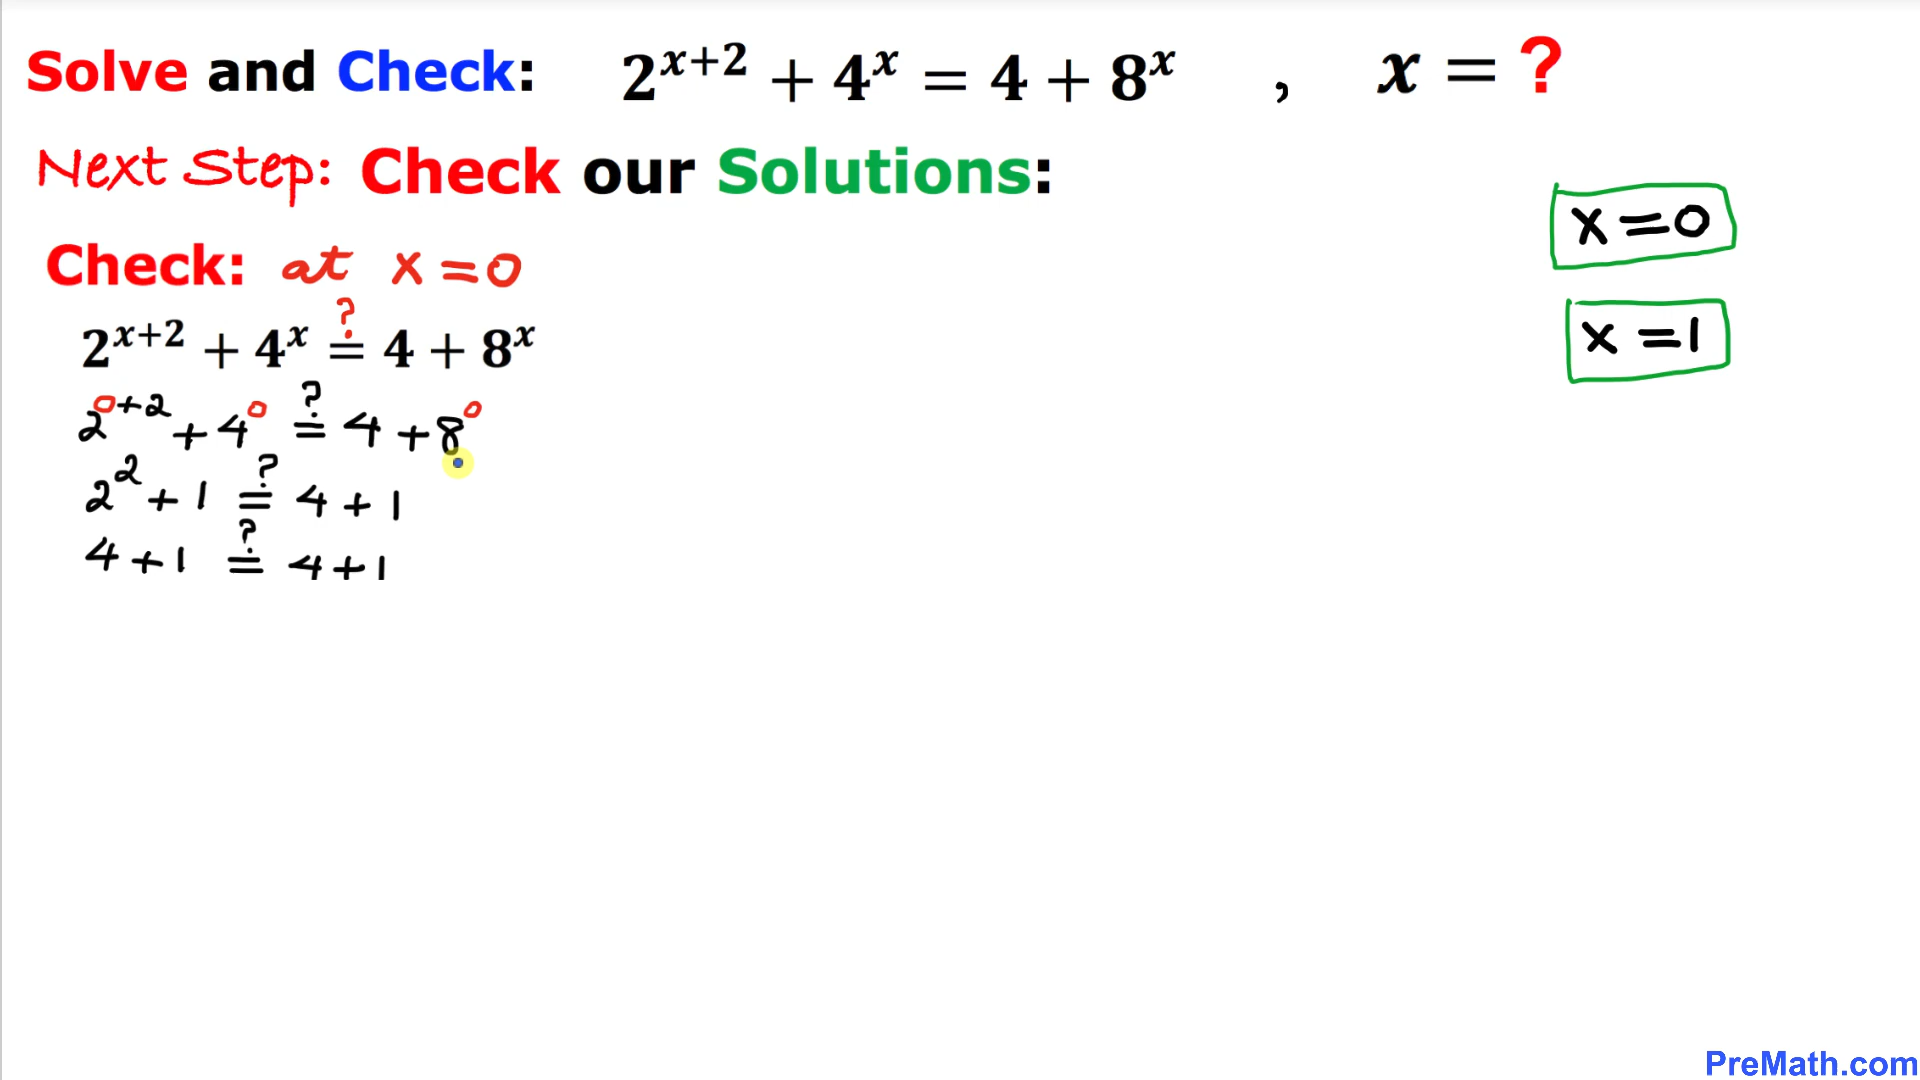 Solve and Check: 2^{x+2} + 4^x = 4 + 8^x , x = ?
Next Step: Check our Solutions:
x=0
Check: at x=0
x=1
?
2^{x+2} + 4^x = 4 + 8^x
?
2^{0+2} + 4^0 = 4 + 8^0
?
2^2 + 1 = 4 + 1
?
4 + 1 = 4 + 1
PreMath.com